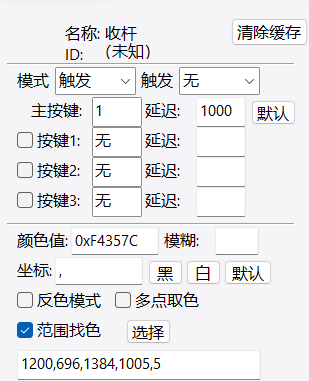 名称: 收杆
清除缓存
ID: （未知）
模式 触发 触发 无
主按键: 1 延迟: 1000 默认
按键1: 无 延迟:
按键2: 无 延迟:
按键3: 无 延迟:
颜色值: 0xF4357C 模糊:
坐标: , 黑 白 默认
反色模式 多点取色
范围找色 选择
1200,696,1384,1005,5